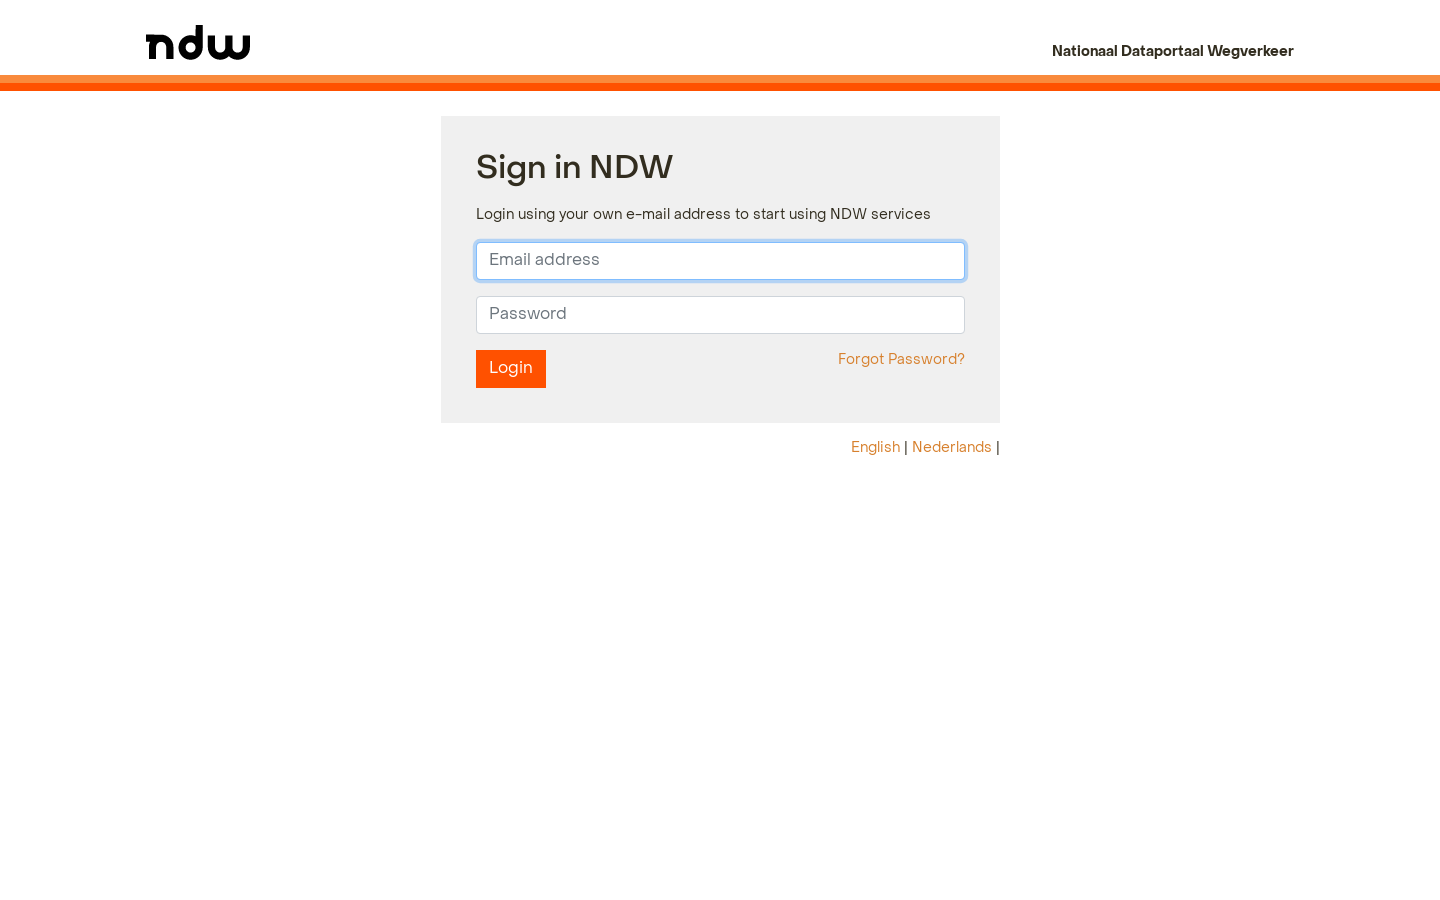 ndw
Nationaal Dataportaal Wegverkeer
Sign in NDW
Login using your own e-mail address to start using NDW services
Email address
Password
Login
Forgot Password?
English | Nederlands |